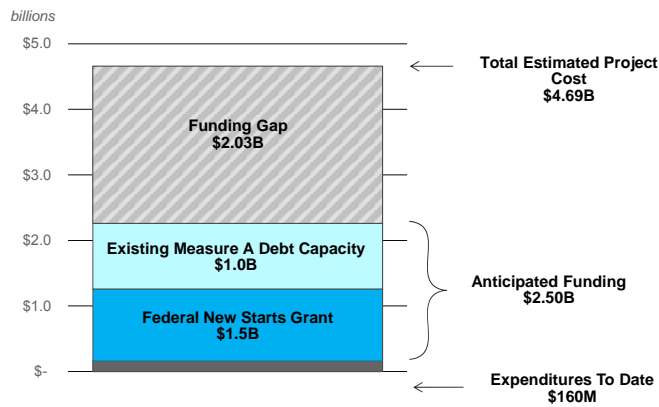 billions
$5.0
Total Estimated Project
Cost
$4.69B
$4.0
Funding Gap
$2.03B
$3.0
$2.0
Existing Measure A Debt Capacity
$1.0B
Anticipated Funding
$2.50B
$1.0
Federal New Starts Grant
$1.5B
$-
Expenditures To Date
$160M